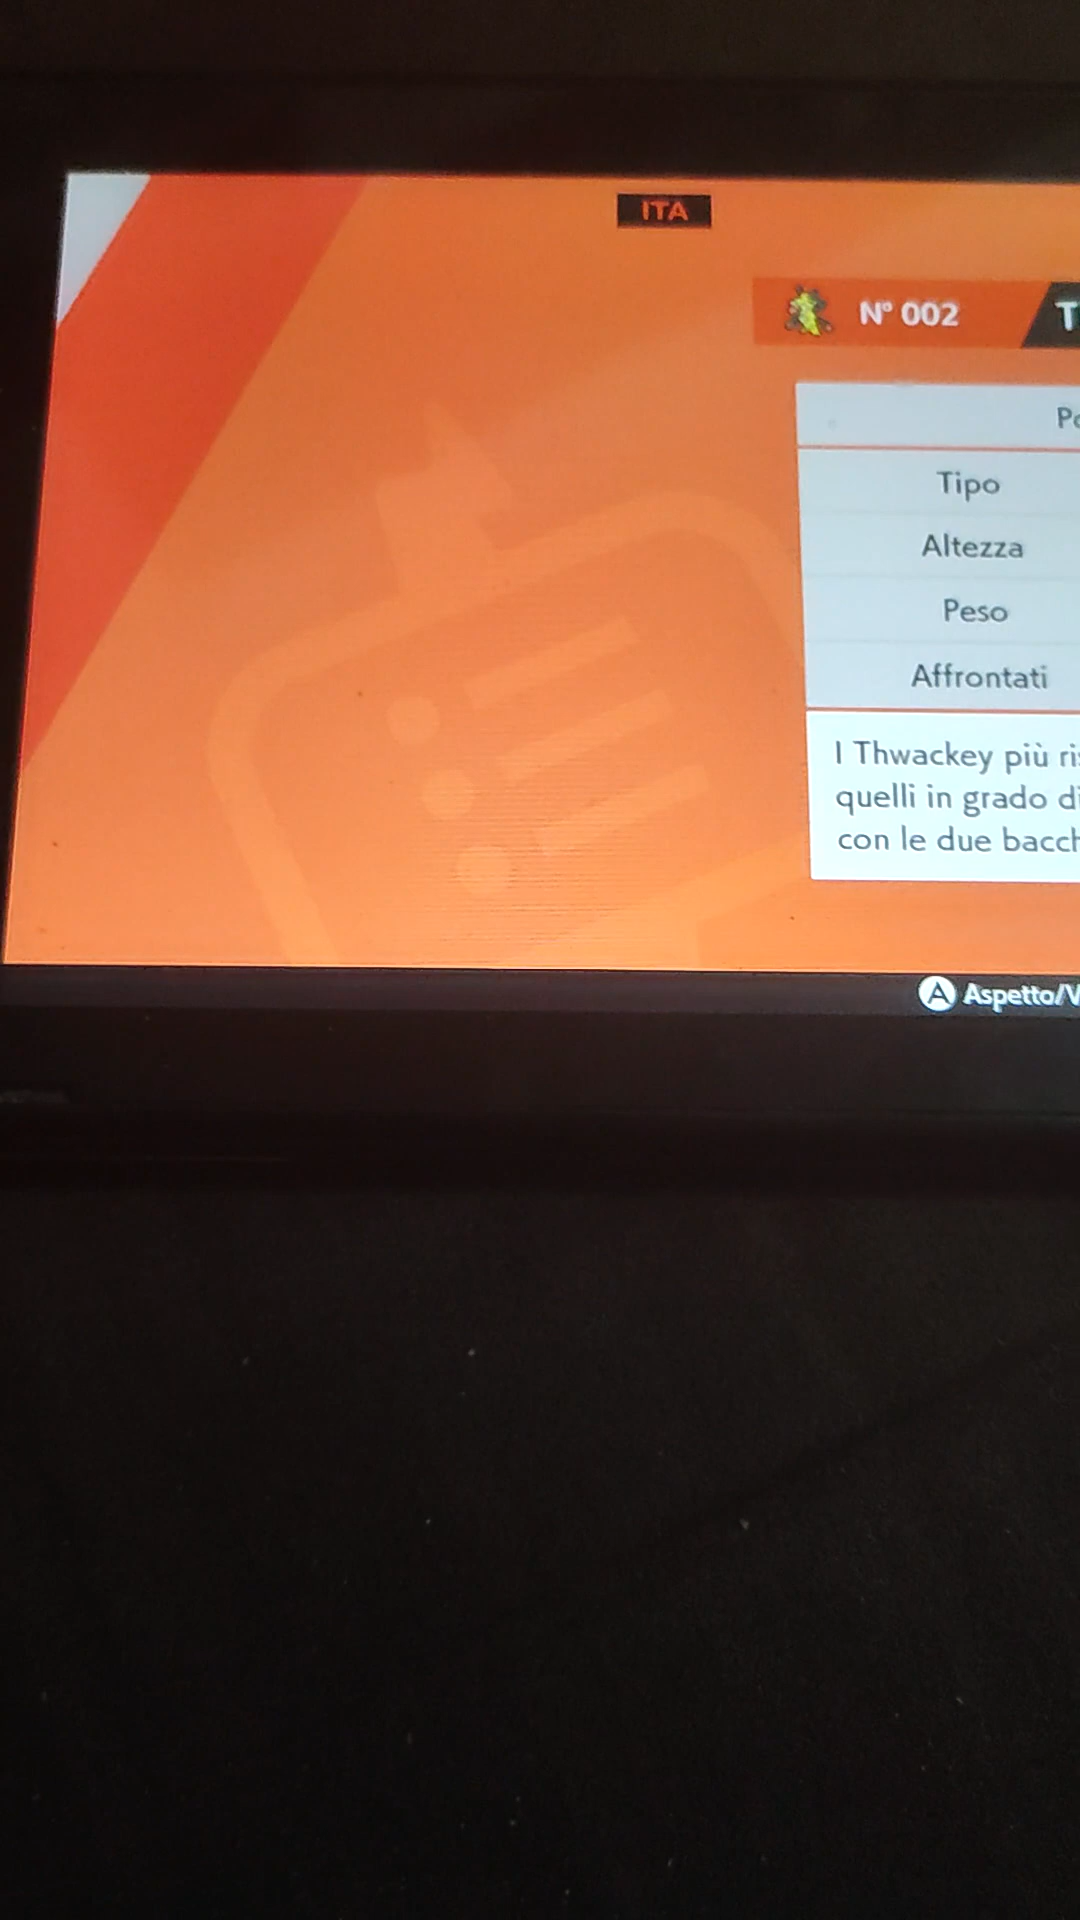 ITA
N° 002
Tipo
Altezza
Peso
Affrontati
I Thwackey più
quelli in grado
con le due
A Aspetto/V